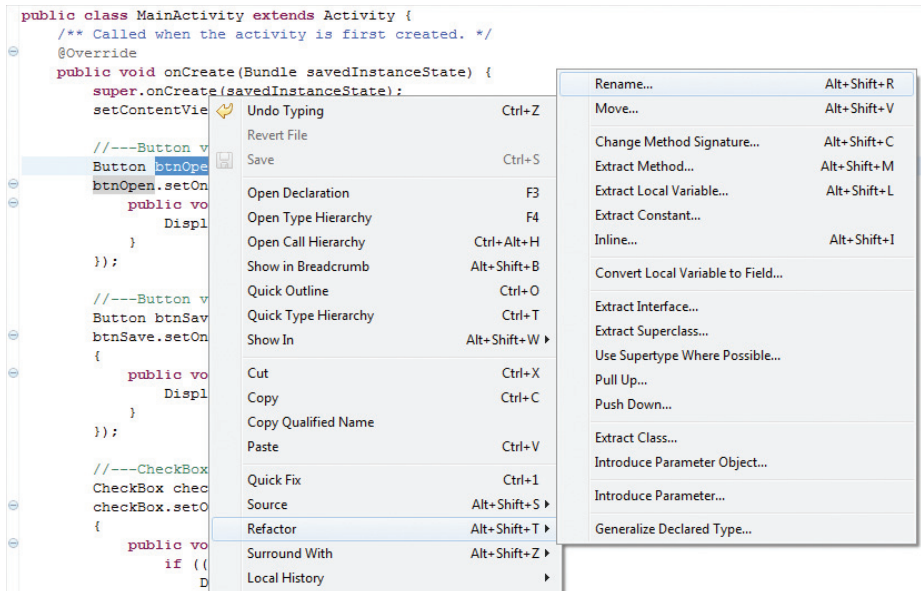 public class MainActivity extends Activity {
/** Called when the activity is first created. */
@Override
public void onCreate(Bundle savedInstanceState) {
super.onCreate(savedInstanceState);
setContentVie
//---Button v
Button btnOpe
btnOpen.setOn
public vo
Displ
}
});
//---Button v
Button btnSav
btnSave.setOn
{
public vo
Displ
}
});
//---CheckBox
CheckBox chec
checkBox.setO
{
public vo
if ((
D
Undo Typing Ctrl+Z
Revert File
Save Ctrl+S
Open Declaration F3
Open Type Hierarchy F4
Open Call Hierarchy Ctrl+Alt+H
Show in Breadcrumb Alt+Shift+B
Quick Outline Ctrl+O
Quick Type Hierarchy Ctrl+T
Show In Alt+Shift+W
Cut Ctrl+X
Copy Ctrl+C
Copy Qualified Name
Paste Ctrl+V
Quick Fix Ctrl+1
Source Alt+Shift+S
Refactor Alt+Shift+T
Surround With Alt+Shift+Z
Local History
Rename... Alt+Shift+R
Move... Alt+Shift+V
Change Method Signature... Alt+Shift+C
Extract Method... Alt+Shift+M
Extract Local Variable... Alt+Shift+L
Extract Constant...
Inline... Alt+Shift+I
Convert Local Variable to Field...
Extract Interface...
Extract Superclass...
Use Supertype Where Possible...
Pull Up...
Push Down...
Extract Class...
Introduce Parameter Object...
Introduce Parameter...
Generalize Declared Type...